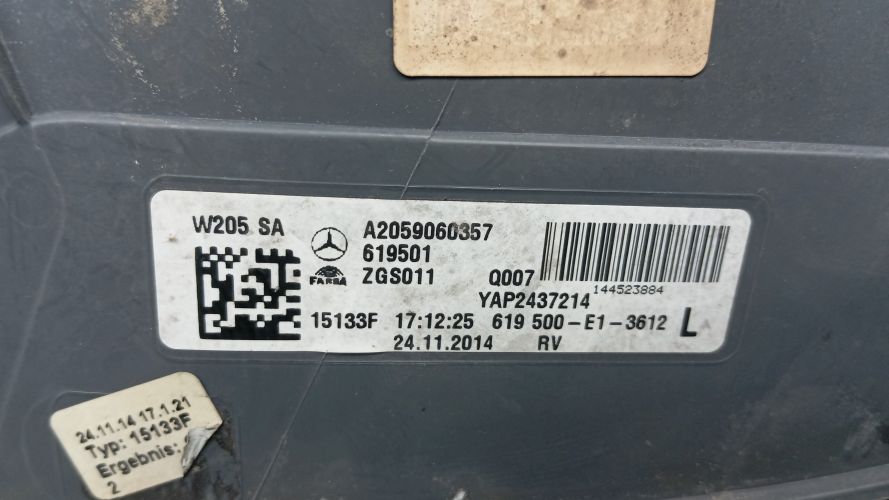 W205 SA
A2059060357
619501
FARBA
ZGS011
Q007
144523884
YAP2437214
15133F 17:12:25 619 500-E1-3612 L
24.11.2014 RV
24.11.14 17.1.21
Typ: 15133F
Ergebnis:
2